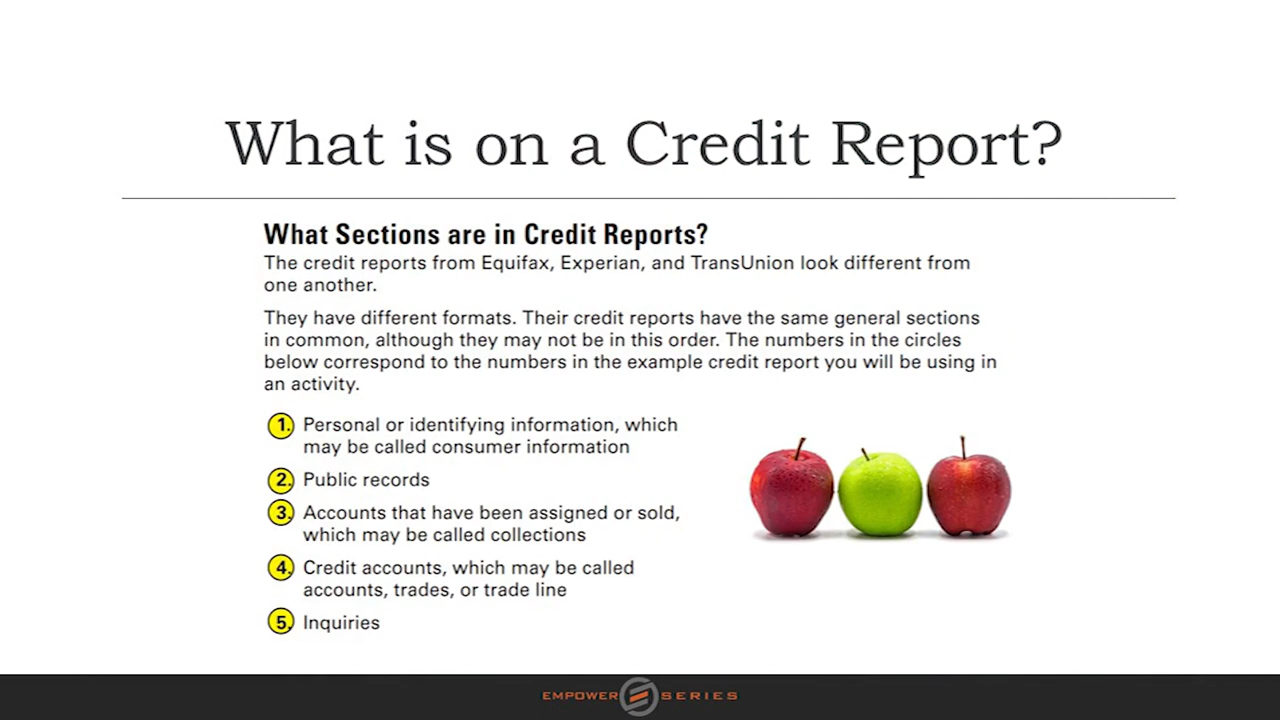 What is on a Credit Report?
What Sections are in Credit Reports?
The credit reports from Equifax, Experian, and TransUnion look different from
one another.
They have different formats. Their credit reports have the same general sections
in common, although they may not be in this order. The numbers in the circles
below correspond to the numbers in the example credit report you will be using in
an activity.
1. Personal or identifying information, which
may be called consumer information
2. Public records
3. Accounts that have been assigned or sold,
which may be called collections
4. Credit accounts, which may be called
accounts, trades, or trade line
5. Inquiries
EMPOWER SERIES